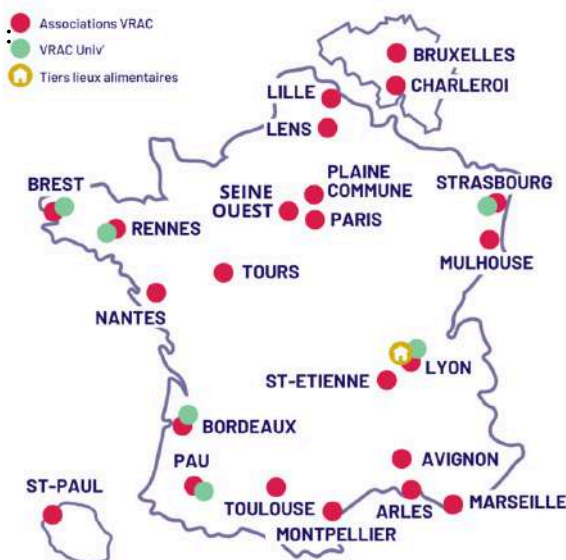 Associations VRAC
:
VRAC Univ'
Tiers lieux alimentaires
BRUXELLES
CHARLEROI
LILLE
LENS
PLAINE
COMMUNE
SEINE
OUEST
PARIS
BREST
RENNES
STRASBOURG
MULHOUSE
TOURS
NANTES
LYON
ST-ETIENNE
BORDEAUX
PAU
AVIGNON
ST-PAUL
TOULOUSE
MONTPELLIER
ARLES
MARSEILLE